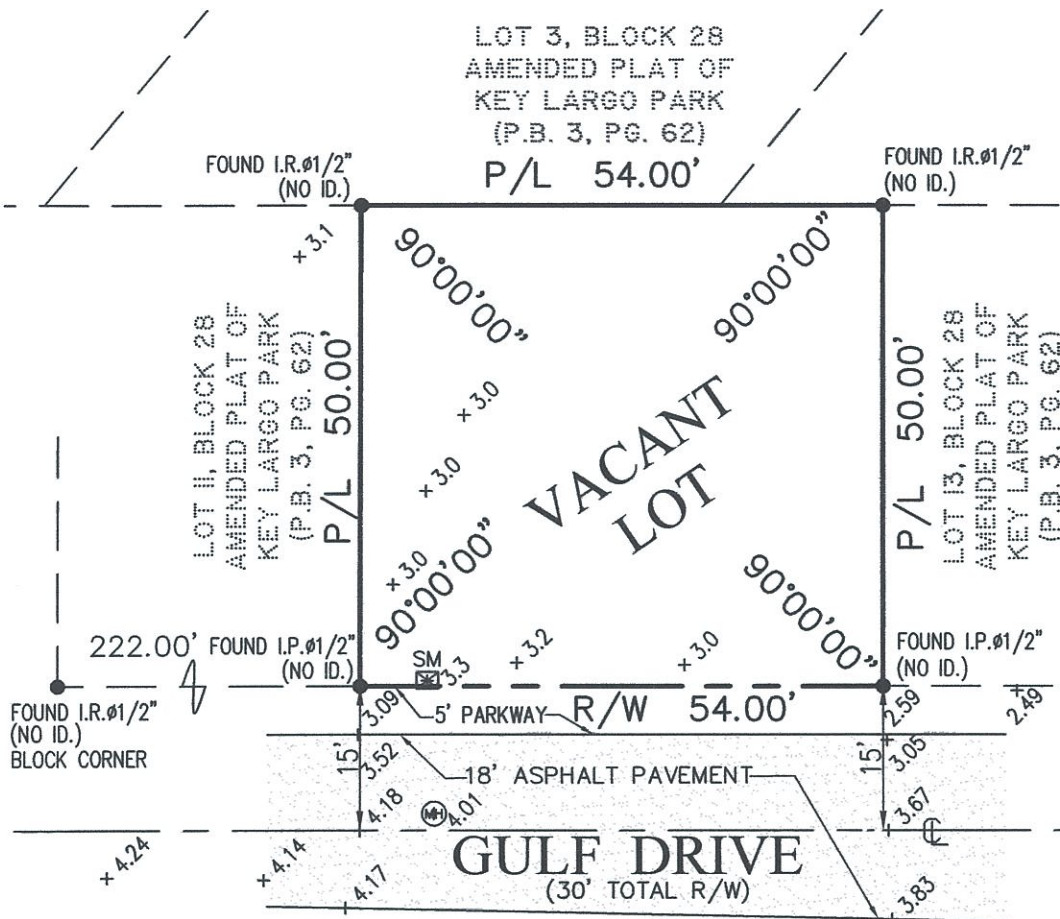 LOT 3, BLOCK 28
AMENDED PLAT OF
KEY LARGO PARK
(P.B. 3, PG. 62)
FOUND I.R.ø1/2"
(NO ID.)
P/L 54.00'
FOUND I.R.ø1/2"
(NO ID.)
+ 3.1
90°00'00"
90°00'00"
LOT 11, BLOCK 28
AMENDED PLAT OF
KEY LARGO PARK
(P.B. 3, PG. 62)
P/L 50.00'
+ 3.0
+ 3.0
+ 3.0
VACANT
LOT
P/L 50.00'
LOT 13, BLOCK 28
AMENDED PLAT OF
KEY LARGO PARK
(P.B. 3, PG. 62)
90°00'00"
90°00'00"
222.00'
FOUND I.P.ø1/2"
(NO ID.)
SM
3.3
+ 3.2
+ 3.0
FOUND I.P.ø1/2"
(NO ID.)
FOUND I.R.ø1/2"
(NO ID.)
BLOCK CORNER
3.09
5' PARKWAY
R/W 54.00'
2.59
2.49
15'
3.52
15'
3.05
18' ASPHALT PAVEMENT
4.18
MH
4.01
3.67
CL
+ 4.24
+ 4.14
4.17
GULF DRIVE
(30' TOTAL R/W)
3.83